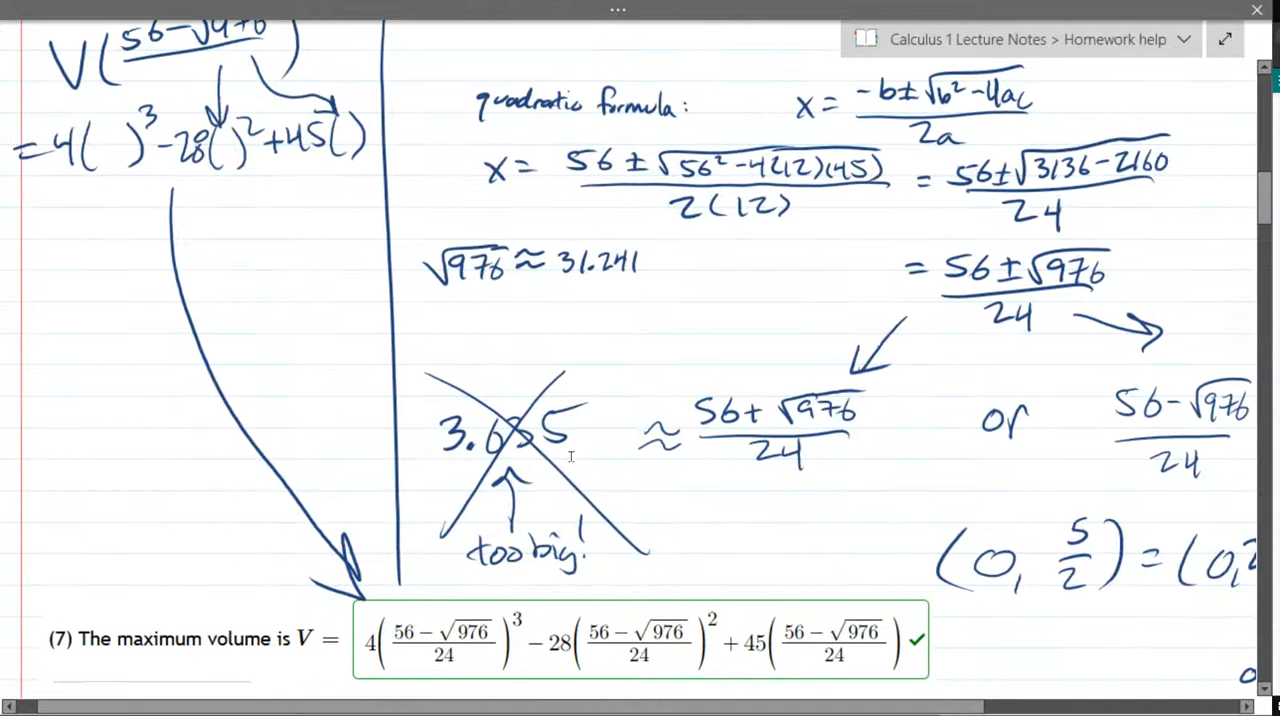 Calculus 1 Lecture Notes > Homework help
V(56-√976
= 4( )³ - 28( )² + 45( )
quadratic formula: x = (-b ± √(b² - 4ac)) / 2a
x = (56 ± √(56² - 4(12)(45))) / 2(12) = (56 ± √(3136 - 2160)) / 24
√976 ≈ 31.241
= (56 ± √976) / 24
3.635 ≈ (56 + √976) / 24 or (56 - √976) / 24
too big!
(0, 5/2) = (0, 2
(7) The maximum volume is V = 4((56 - √976)/24)³ - 28((56 - √976)/24)² + 45((56 - √976)/24) ✓